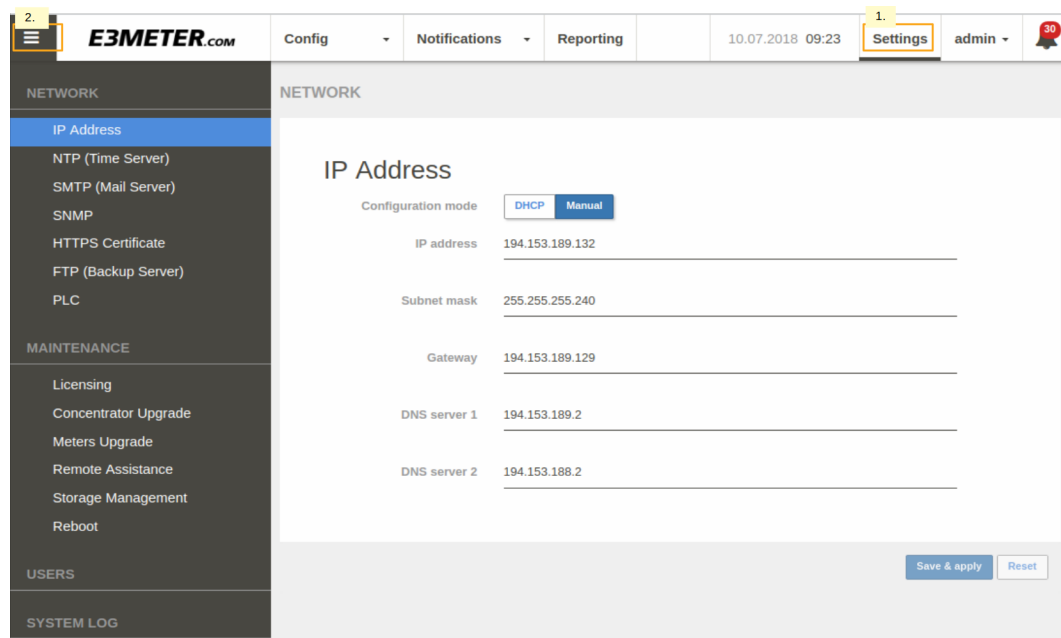 2.
1.
E3METER.COM
Config
Notifications
Reporting
10.07.2018 09:23
Settings
admin
30
NETWORK
IP Address
NTP (Time Server)
SMTP (Mail Server)
SNMP
HTTPS Certificate
FTP (Backup Server)
PLC
MAINTENANCE
Licensing
Concentrator Upgrade
Meters Upgrade
Remote Assistance
Storage Management
Reboot
USERS
SYSTEM LOG
NETWORK
IP Address
Configuration mode DHCP Manual
IP address 194.153.189.132
Subnet mask 255.255.255.240
Gateway 194.153.189.129
DNS server 1 194.153.189.2
DNS server 2 194.153.188.2
Save & apply Reset